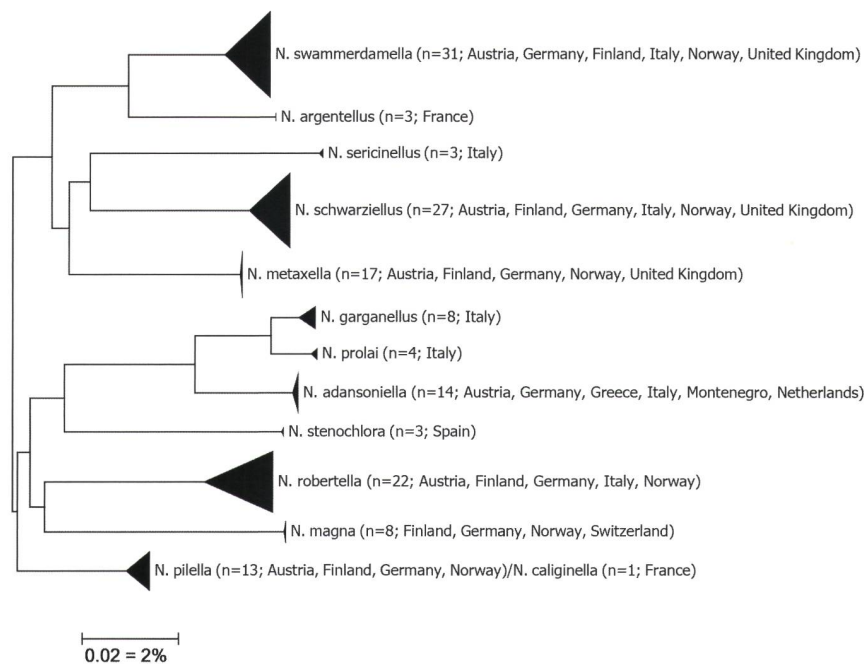 N. swammerdamella (n=31; Austria, Germany, Finland, Italy, Norway, United Kingdom)
N. argentellus (n=3; France)
N. sericinellus (n=3; Italy)
N. schwarziellus (n=27; Austria, Finland, Germany, Italy, Norway, United Kingdom)
N. metaxella (n=17; Austria, Finland, Germany, Norway, United Kingdom)
N. garganellus (n=8; Italy)
N. prolai (n=4; Italy)
N. adansoniella (n=14; Austria, Germany, Greece, Italy, Montenegro, Netherlands)
N. stenochlora (n=3; Spain)
N. robertella (n=22; Austria, Finland, Germany, Italy, Norway)
N. magna (n=8; Finland, Germany, Norway, Switzerland)
N. pilella (n=13; Austria, Finland, Germany, Norway)/N. caliginella (n=1; France)
0.02 = 2%